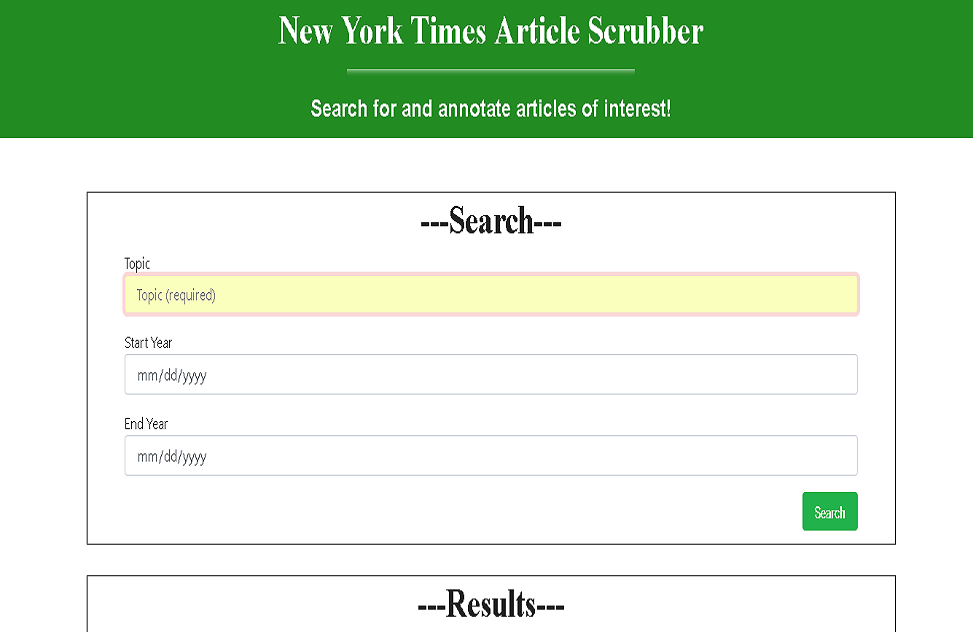 New York Times Article Scrubber
Search for and annotate articles of interest!
---Search---
Topic
Topic (required)
Start Year
mm/dd/yyyy
End Year
mm/dd/yyyy
Search
---Results---